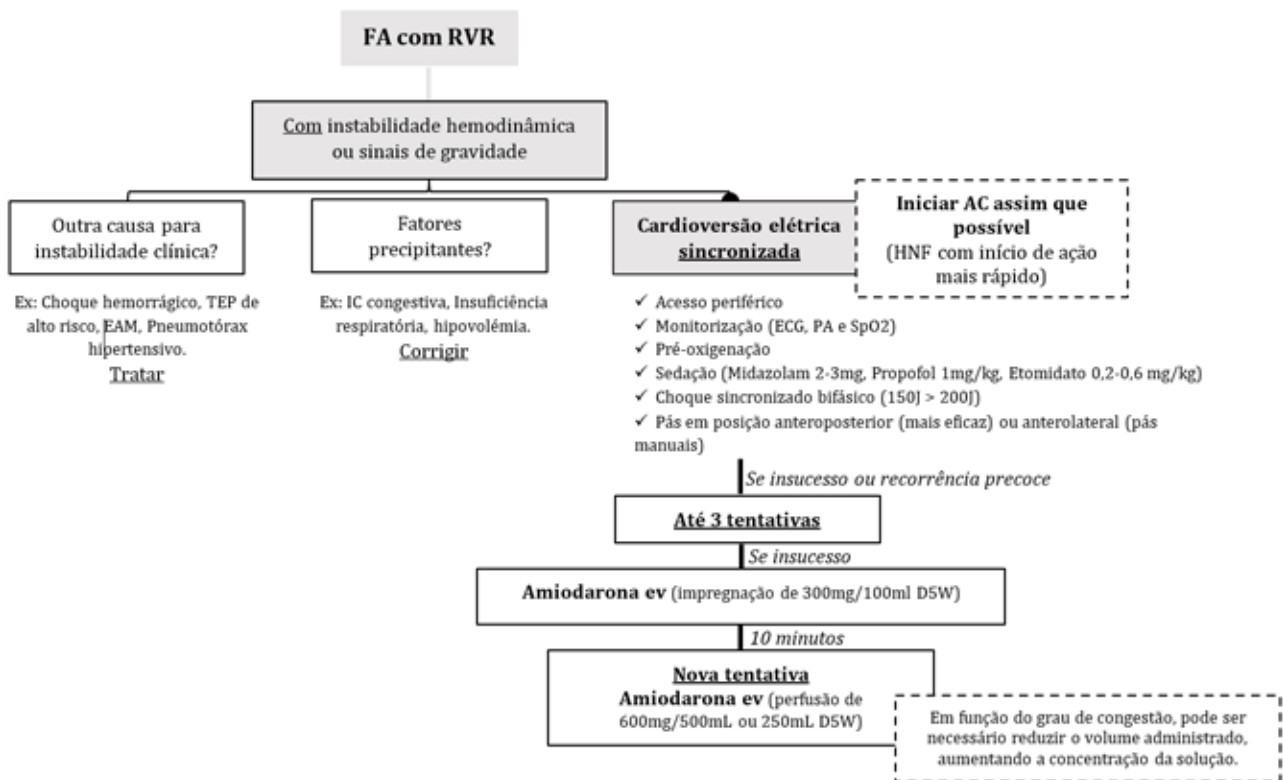 FA com RVR
Com instabilidade hemodinâmica
ou sinais de gravidade
Outra causa para
instabilidade clínica?
Ex: Choque hemorrágico, TEP de
alto risco, EAM, Pneumotórax
hipertensivo.
Tratar
Fatores
precipitantes?
Ex: IC congestiva, Insuficiência
respiratória, hipovolémia.
Corrigir
Cardioversão elétrica
sincronizada
Iniciar AC assim que
possível
(HNF com início de ação
mais rápido)
✓ Acesso periférico
✓ Monitorização (ECG, PA e SpO2)
✓ Pré-oxigenação
✓ Sedação (Midazolam 2-3mg, Propofol 1mg/kg, Etomidato 0,2-0,6 mg/kg)
✓ Choque sincronizado bifásico (150J > 200J)
✓ Pás em posição anteroposterior (mais eficaz) ou anterolateral (pás
manuais)
Se insucesso ou recorrência precoce
Até 3 tentativas
Se insucesso
Amiodarona ev (impregnação de 300mg/100ml D5W)
10 minutos
Nova tentativa
Amiodarona ev (perfusão de
600mg/500mL ou 250mL D5W)
Em função do grau de congestão, pode ser
necessário reduzir o volume administrado,
aumentando a concentração da solução.